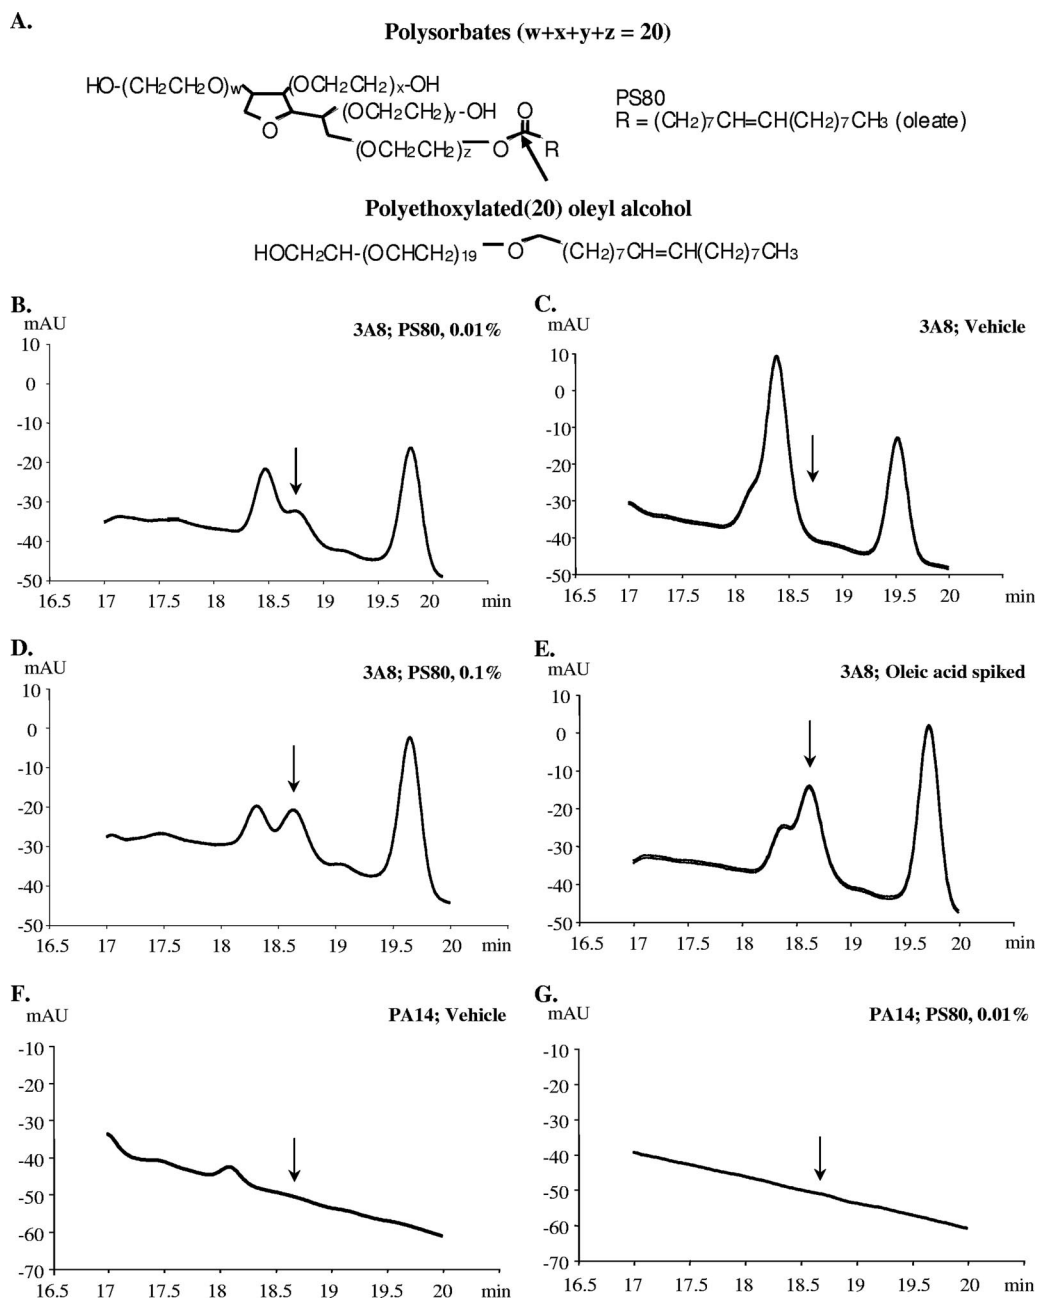 A.
Polysorbates (w+x+y+z = 20)
HO-(CH2CH2O)w (OCH2CH2)x-OH
(OCH2CH2)y-OH
O
O
(OCH2CH2)z O R
PS80
R = (CH2)7CH=CH(CH2)7CH3 (oleate)
Polyethoxylated(20) oleyl alcohol
HOCH2CH-(OCHCH2)19 O (CH2)7CH=CH(CH2)7CH3
B.
mAU
3A8; PS80, 0.01%
10
0
-10
-20
-30
-40
-50
16.5 17 17.5 18 18.5 19 19.5 20 min
C.
mAU
3A8; Vehicle
10
0
-10
-20
-30
-40
-50
16.5 17 17.5 18 18.5 19 19.5 20 min
D.
mAU
3A8; PS80, 0.1%
10
0
-10
-20
-30
-40
-50
16.5 17 17.5 18 18.5 19 19.5 20 min
E.
mAU
3A8; Oleic acid spiked
10
0
-10
-20
-30
-40
-50
16.5 17 17.5 18 18.5 19 19.5 20 min
F.
mAU
PA14; Vehicle
-10
-20
-30
-40
-50
-60
-70
16.5 17 17.5 18 18.5 19 19.5 20 min
G.
mAU
PA14; PS80, 0.01%
-10
-20
-30
-40
-50
-60
-70
16.5 17 17.5 18 18.5 19 19.5 20 min